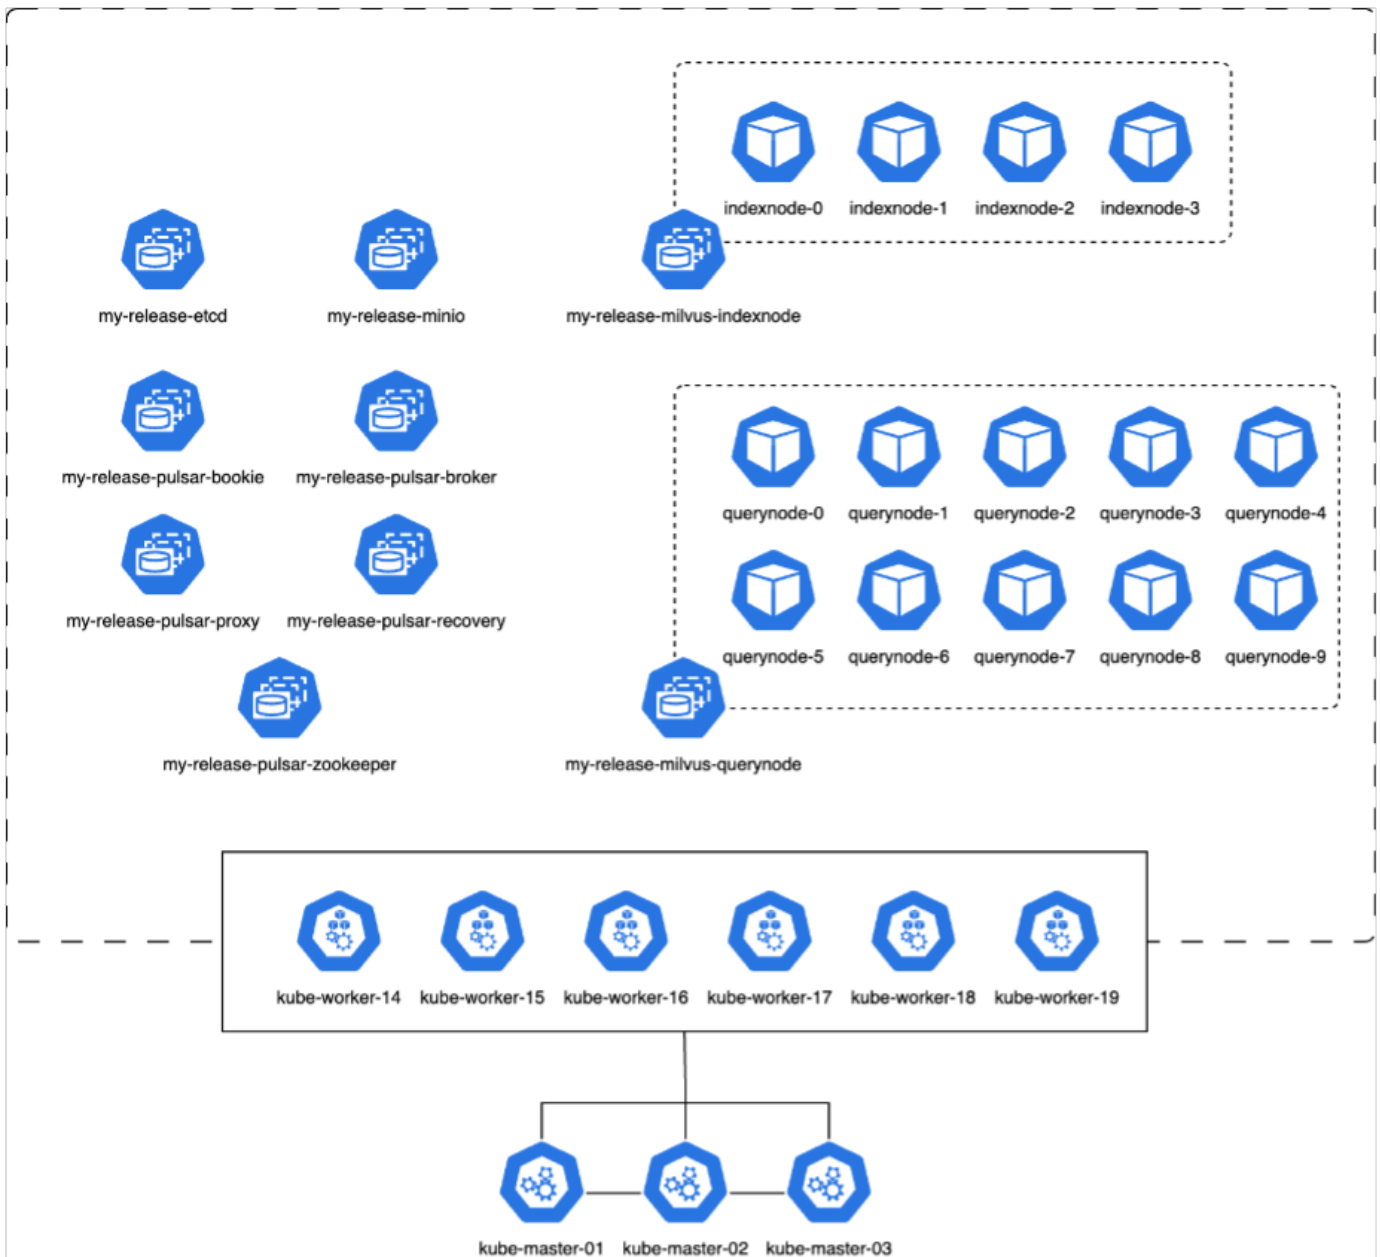 indexnode-0 indexnode-1 indexnode-2 indexnode-3
my-release-etcd my-release-minio my-release-milvus-indexnode
my-release-pulsar-bookie my-release-pulsar-broker
querynode-0 querynode-1 querynode-2 querynode-3 querynode-4
my-release-pulsar-proxy my-release-pulsar-recovery
querynode-5 querynode-6 querynode-7 querynode-8 querynode-9
my-release-pulsar-zookeeper my-release-milvus-querynode
kube-worker-14 kube-worker-15 kube-worker-16 kube-worker-17 kube-worker-18 kube-worker-19
kube-master-01 kube-master-02 kube-master-03